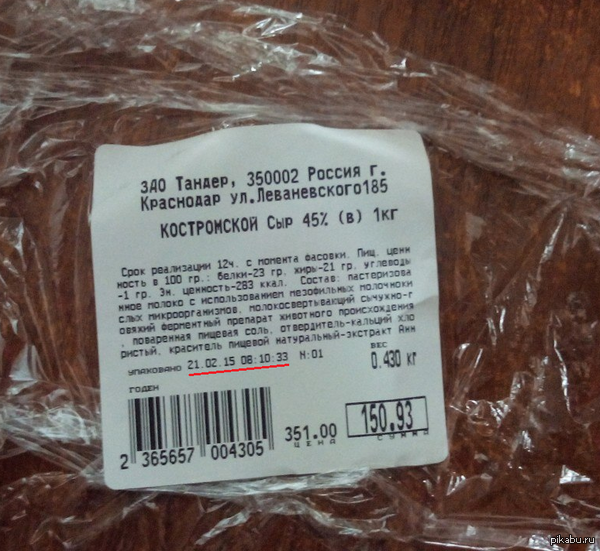 ЗАО Тандер, 350002 Россия г.
Краснодар ул.Леваневского185
КОСТРОМСКОЙ Сыр 45% (в) 1кг
Срок реализации 12ч. с момента фасовки. Пищ. ценн
ность в 100 гр.: белки-23 гр. жиры-21 гр. углеводы
-1 гр. Эн. ценность-283 ккал. Состав: пастеризова
нное молоко с использованием мезофильных молочноки
слых микроорганизмов, молокосвертывающий сычужно-г
овяжий ферментный препарат животного происхождения
, поваренная пищевая соль, отвердитель-кальций хло
ристый, краситель пищевой натуральный-экстракт Анн
УПАКОВАНО 21.02.15 08:10:33 N:01
ВЕС
0.430 кг
ГОДЕН
351.00
ЦЕНА
150.93
СУММА
2 365657 004305
pikabu.ru